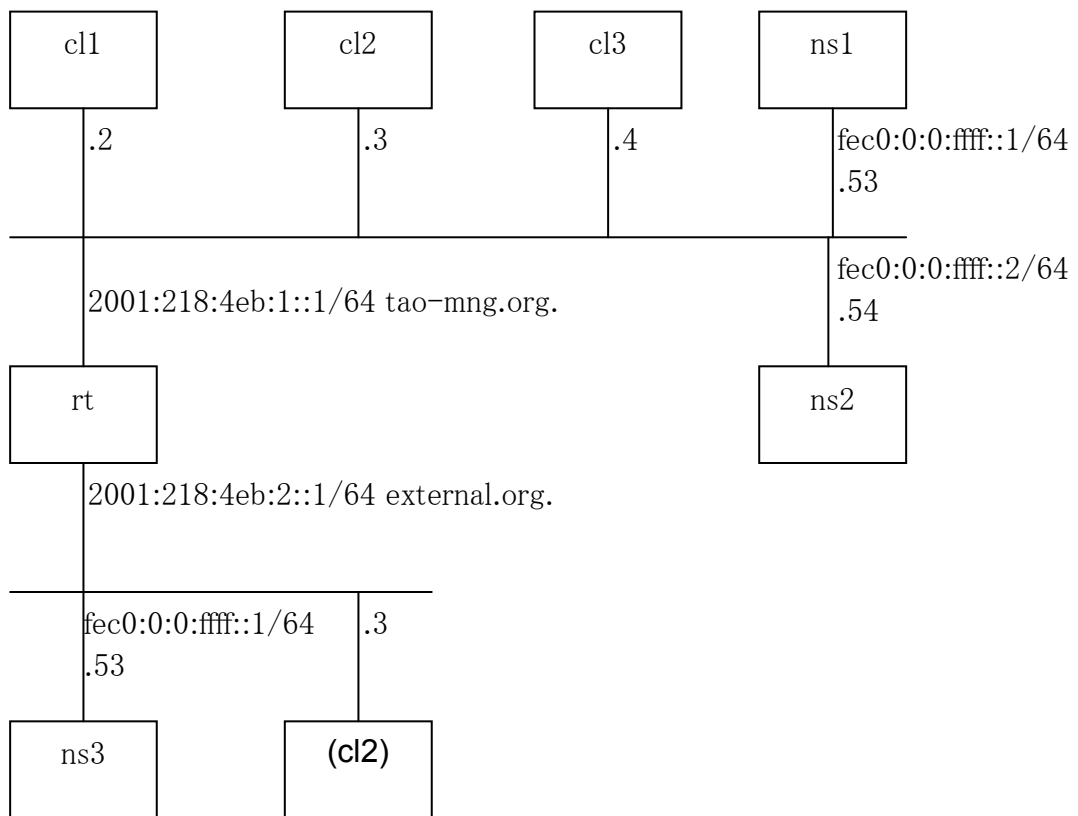 cl1
cl2
cl3
ns1
.2
.3
.4
fec0:0:0:ffff::1/64
.53
fec0:0:0:ffff::2/64
.54
2001:218:4eb:1::1/64 tao-mng.org.
rt
ns2
2001:218:4eb:2::1/64 external.org.
fec0:0:0:ffff::1/64
.53
.3
ns3
(cl2)